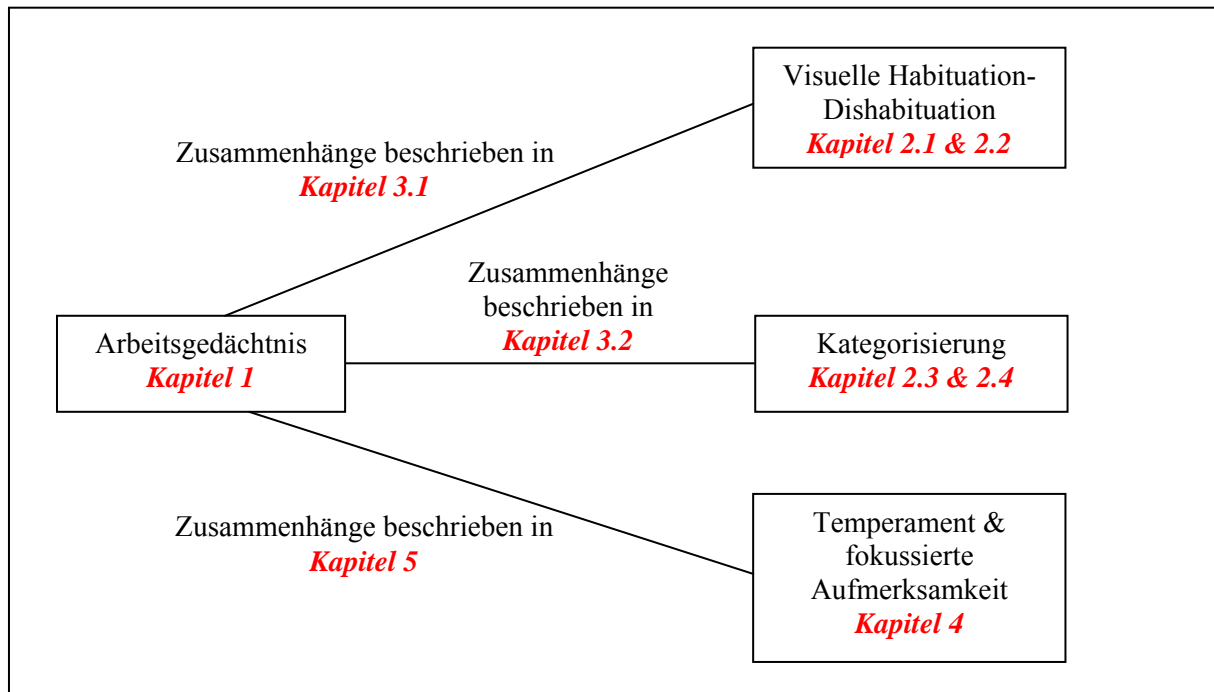 Visuelle Habituation-
Dishabituation
Kapitel 2.1 & 2.2
Zusammenhänge beschrieben in
Kapitel 3.1
Zusammenhänge
beschrieben in
Kapitel 3.2
Arbeitsgedächtnis
Kapitel 1
Kategorisierung
Kapitel 2.3 & 2.4
Zusammenhänge beschrieben in
Kapitel 5
Temperament &
fokussierte
Aufmerksamkeit
Kapitel 4